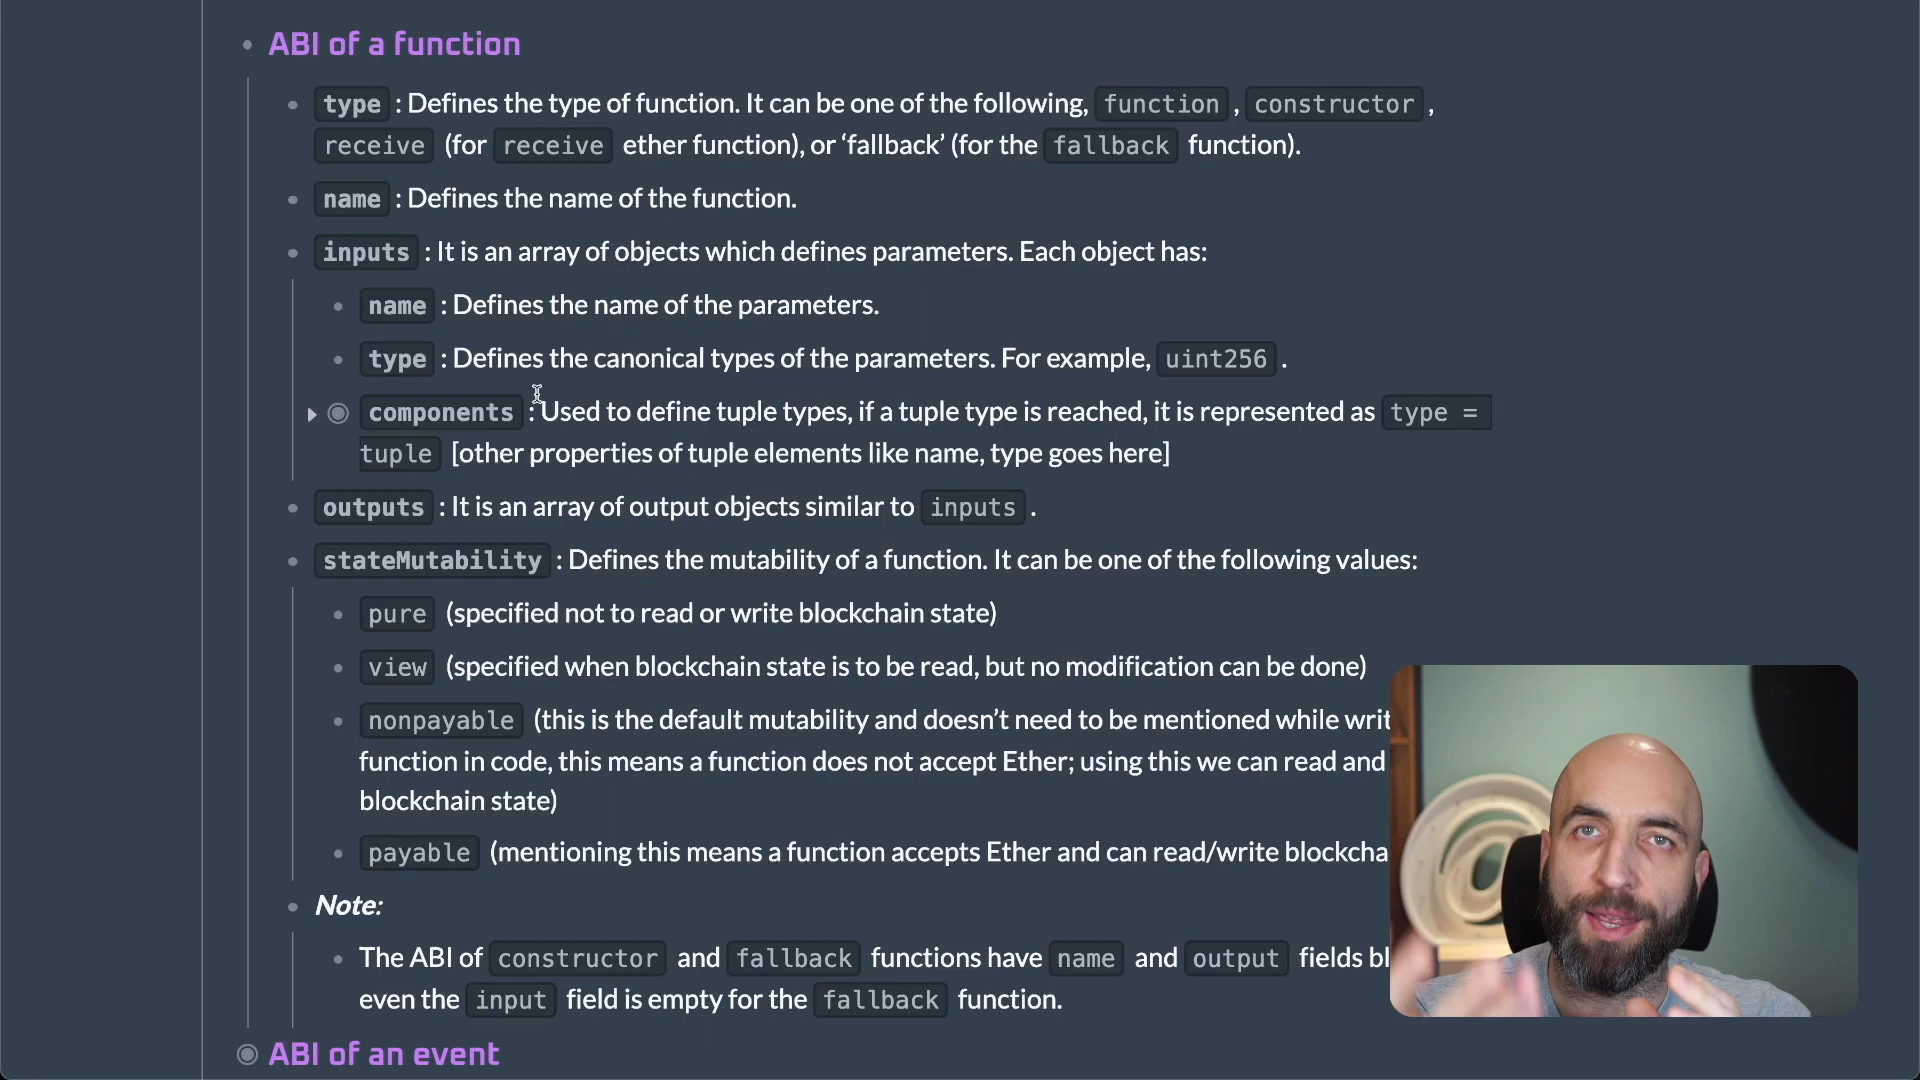 ABI of a function
type : Defines the type of function. It can be one of the following, function , constructor ,
receive (for receive ether function), or ‘fallback’ (for the fallback function).
name : Defines the name of the function.
inputs : It is an array of objects which defines parameters. Each object has:
name : Defines the name of the parameters.
type : Defines the canonical types of the parameters. For example, uint256 .
components : Used to define tuple types, if a tuple type is reached, it is represented as type =
tuple [other properties of tuple elements like name, type goes here]
outputs : It is an array of output objects similar to inputs .
stateMutability : Defines the mutability of a function. It can be one of the following values:
pure (specified not to read or write blockchain state)
view (specified when blockchain state is to be read, but no modification can be done)
nonpayable (this is the default mutability and doesn’t need to be mentioned while
function in code, this means a function does not accept Ether; using this we can read and
blockchain state)
payable (mentioning this means a function accepts Ether and can read/write
Note:
The ABI of constructor and fallback functions have name and output fields
even the input field is empty for the fallback function.
ABI of an event